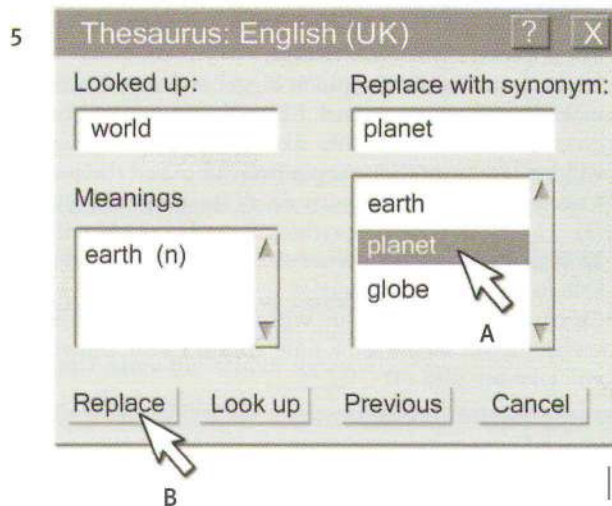 5
Thesaurus: English (UK) ? X
Looked up: Replace with synonym:
world planet
Meanings
earth
earth (n)
planet
globe
A
Replace Look up Previous Cancel
B